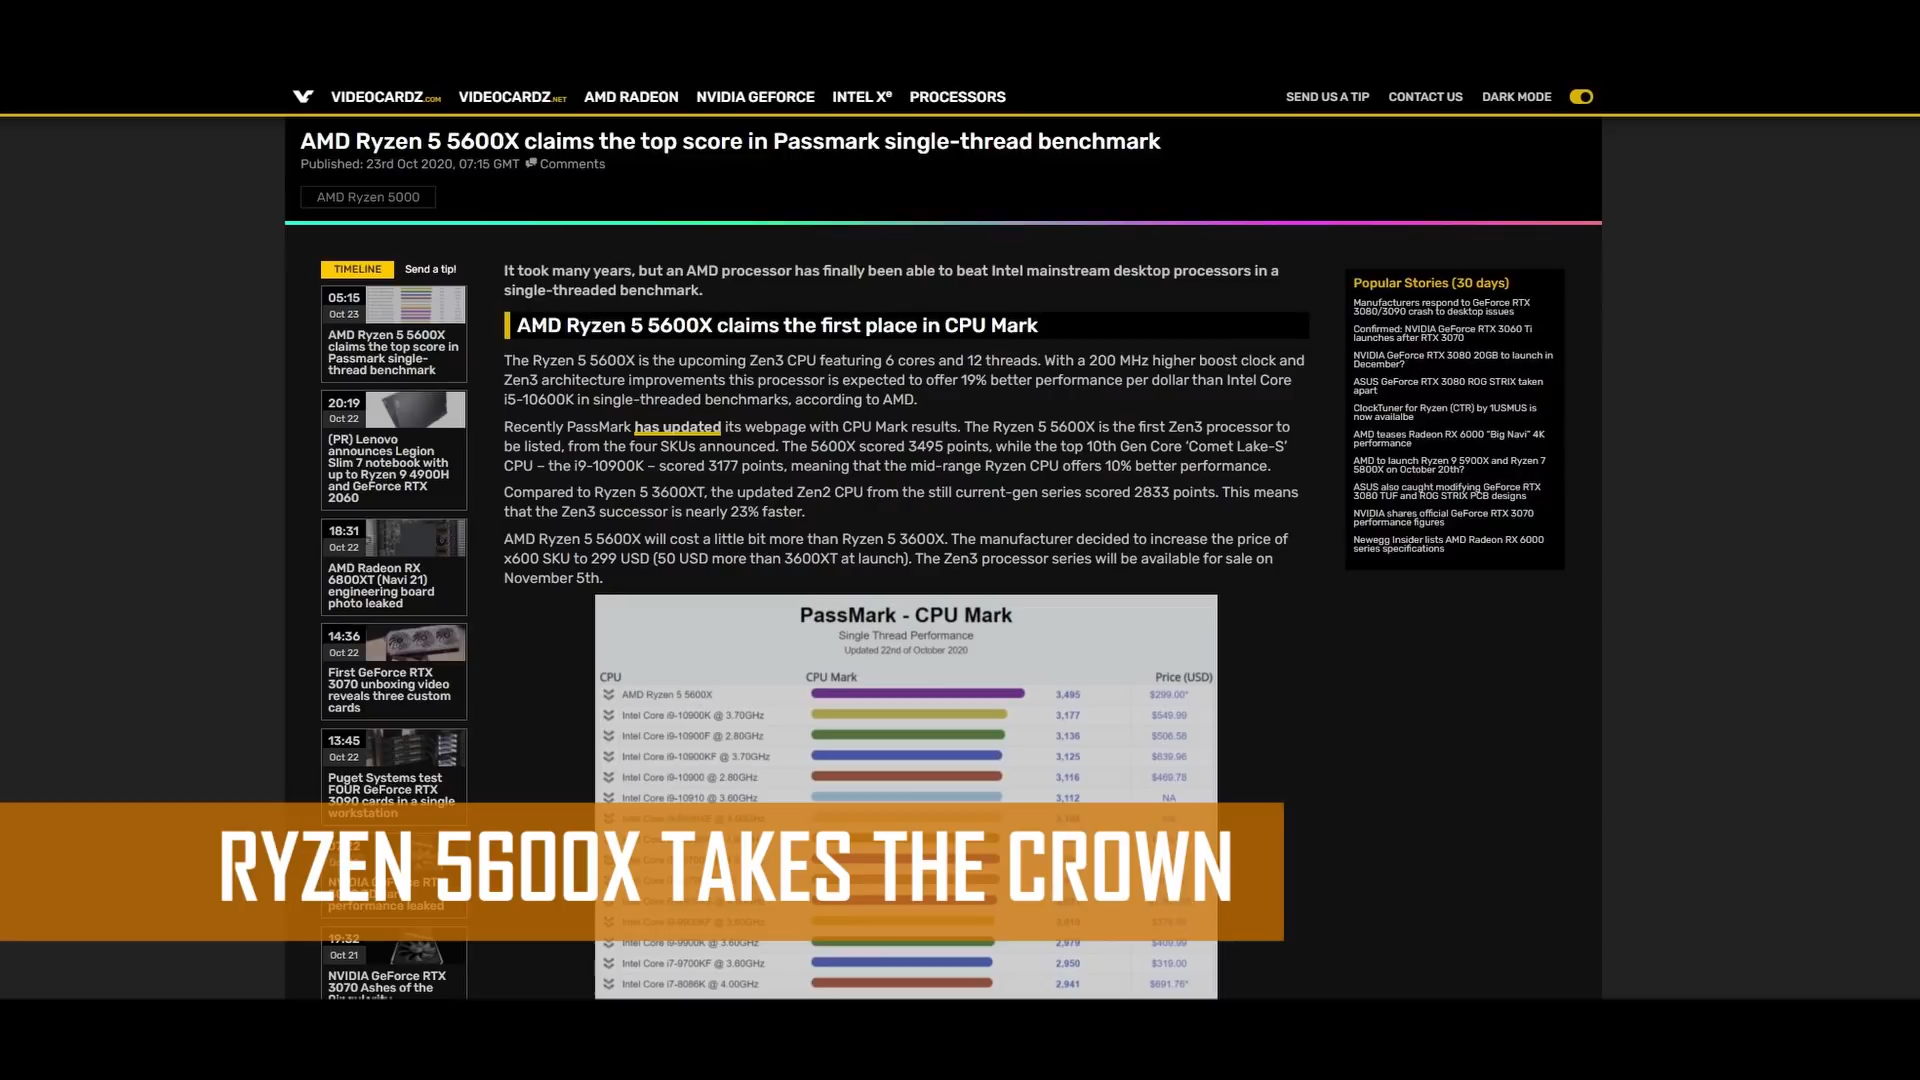 VIDEOCARDZ.COM VIDEOCARDZ.NET AMD RADEON NVIDIA GEFORCE INTEL Xe PROCESSORS SEND US A TIP CONTACT US DARK MODE
AMD Ryzen 5 5600X claims the top score in Passmark single-thread benchmark
Published: 23rd Oct 2020, 07:15 GMT Comments
AMD Ryzen 5000
TIMELINE Send a tip!
05:15
Oct 23
AMD Ryzen 5 5600X
claims the top score in
Passmark single-
thread benchmark
20:19
Oct 22
(PR) Lenovo
announces Legion
Slim 7 notebook with
up to Ryzen 9 4900H
and GeForce RTX
2060
18:31
Oct 22
AMD Radeon RX
6800XT (Navi 21)
engineering board
photo leaked
14:36
Oct 22
First GeForce RTX
3070 unboxing video
reveals three custom
cards
13:45
Oct 22
Puget Systems test
FOUR GeForce RTX
3090 cards in a single
workstation
performance leaked
19:32
Oct 21
NVIDIA GeForce RTX
3070 Ashes of the
It took many years, but an AMD processor has finally been able to beat Intel mainstream desktop processors in a
single-threaded benchmark.
AMD Ryzen 5 5600X claims the first place in CPU Mark
The Ryzen 5 5600X is the upcoming Zen3 CPU featuring 6 cores and 12 threads. With a 200 MHz higher boost clock and
Zen3 architecture improvements this processor is expected to offer 19% better performance per dollar than Intel Core
i5-10600K in single-threaded benchmarks, according to AMD.
Recently PassMark has updated its webpage with CPU Mark results. The Ryzen 5 5600X is the first Zen3 processor to
be listed, from the four SKUs announced. The 5600X scored 3495 points, while the top 10th Gen Core ‘Comet Lake-S’
CPU – the i9-10900K – scored 3177 points, meaning that the mid-range Ryzen CPU offers 10% better performance.
Compared to Ryzen 5 3600XT, the updated Zen2 CPU from the still current-gen series scored 2833 points. This means
that the Zen3 successor is nearly 23% faster.
AMD Ryzen 5 5600X will cost a little bit more than Ryzen 5 3600X. The manufacturer decided to increase the price of
x600 SKU to 299 USD (50 USD more than 3600XT at launch). The Zen3 processor series will be available for sale on
November 5th.
PassMark - CPU Mark
Single Thread Performance
Updated 22nd of October 2020
CPU CPU Mark Price (USD)
AMD Ryzen 5 5600X 3,495 $299.00*
Intel Core i9-10900K @ 3.70GHz 3,177 $549.99
Intel Core i9-10900F @ 2.80GHz 3,136 $506.58
Intel Core i9-10900KF @ 3.70GHz 3,125 $639.96
Intel Core i9-10900 @ 2.80GHz 3,116 $469.78
Intel Core i9-10910 @ 3.60GHz 3,112 NA
Intel Core i9-9900K @ 3.60GHz 2,979 $409.99
Intel Core i7-9700KF @ 3.60GHz 2,950 $319.00
Intel Core i7-8086K @ 4.00GHz 2,941 $691.76*
Popular Stories (30 days)
Manufacturers respond to GeForce RTX
3080/3090 crash to desktop issues
Confirmed: NVIDIA GeForce RTX 3060 Ti
launches after RTX 3070
NVIDIA GeForce RTX 3080 20GB to launch in
December?
ASUS GeForce RTX 3080 ROG STRIX taken
apart
ClockTuner for Ryzen (CTR) by 1USMUS is
now availalbe
AMD teases Radeon RX 6000 “Big Navi” 4K
performance
AMD to launch Ryzen 9 5900X and Ryzen 7
5800X on October 20th?
ASUS also caught modifying GeForce RTX
3080 TUF and ROG STRIX PCB designs
NVIDIA shares official GeForce RTX 3070
performance figures
Newegg Insider lists AMD Radeon RX 6000
series specifications
RYZEN 5600X TAKES THE CROWN